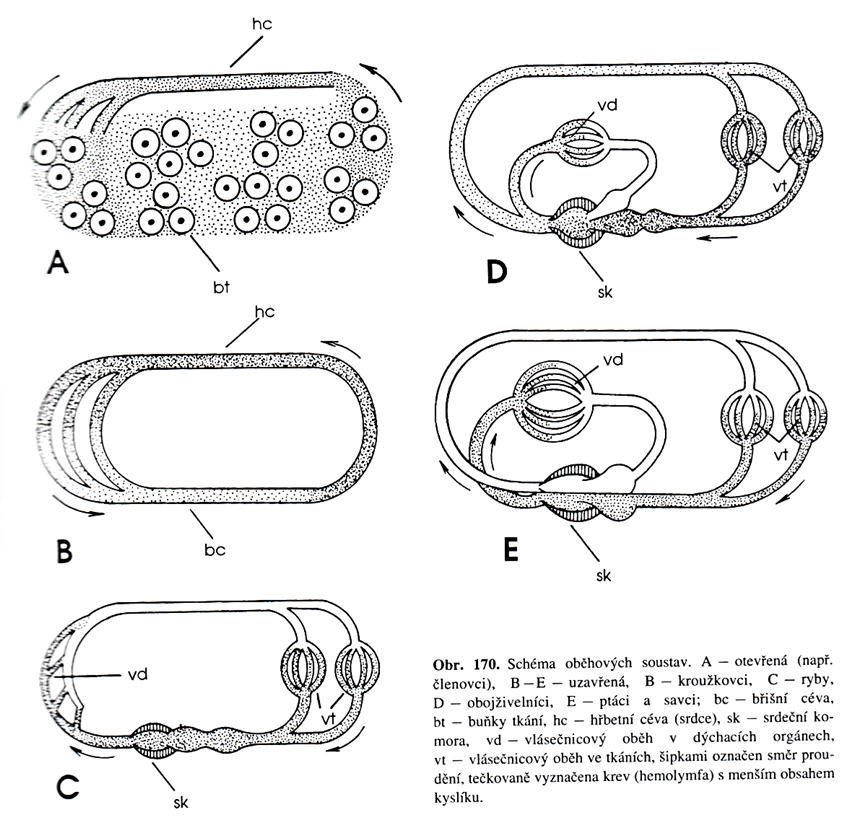 hc
A
bt
hc
B
bc
vd
vt
C
sk
vd
vt
D
sk
vd
vt
E
sk
Obr. 170. Schéma oběhových soustav. A — otevřená (např.
členovci), B—E — uzavřená, B — kroužkovci, C — ryby,
D — obojživelníci, E — ptáci a savci; bc — břišní céva,
bt — buňky tkání, hc — hřbetní céva (srdce), sk — srdeční ko-
mora, vd — vlásečnicový oběh v dýchacích orgánech,
vt — vlásečnicový oběh ve tkáních, šipkami označen směr prou-
dění, tečkovaně vyznačena krev (hemolymfa) s menším obsahem
kyslíku.